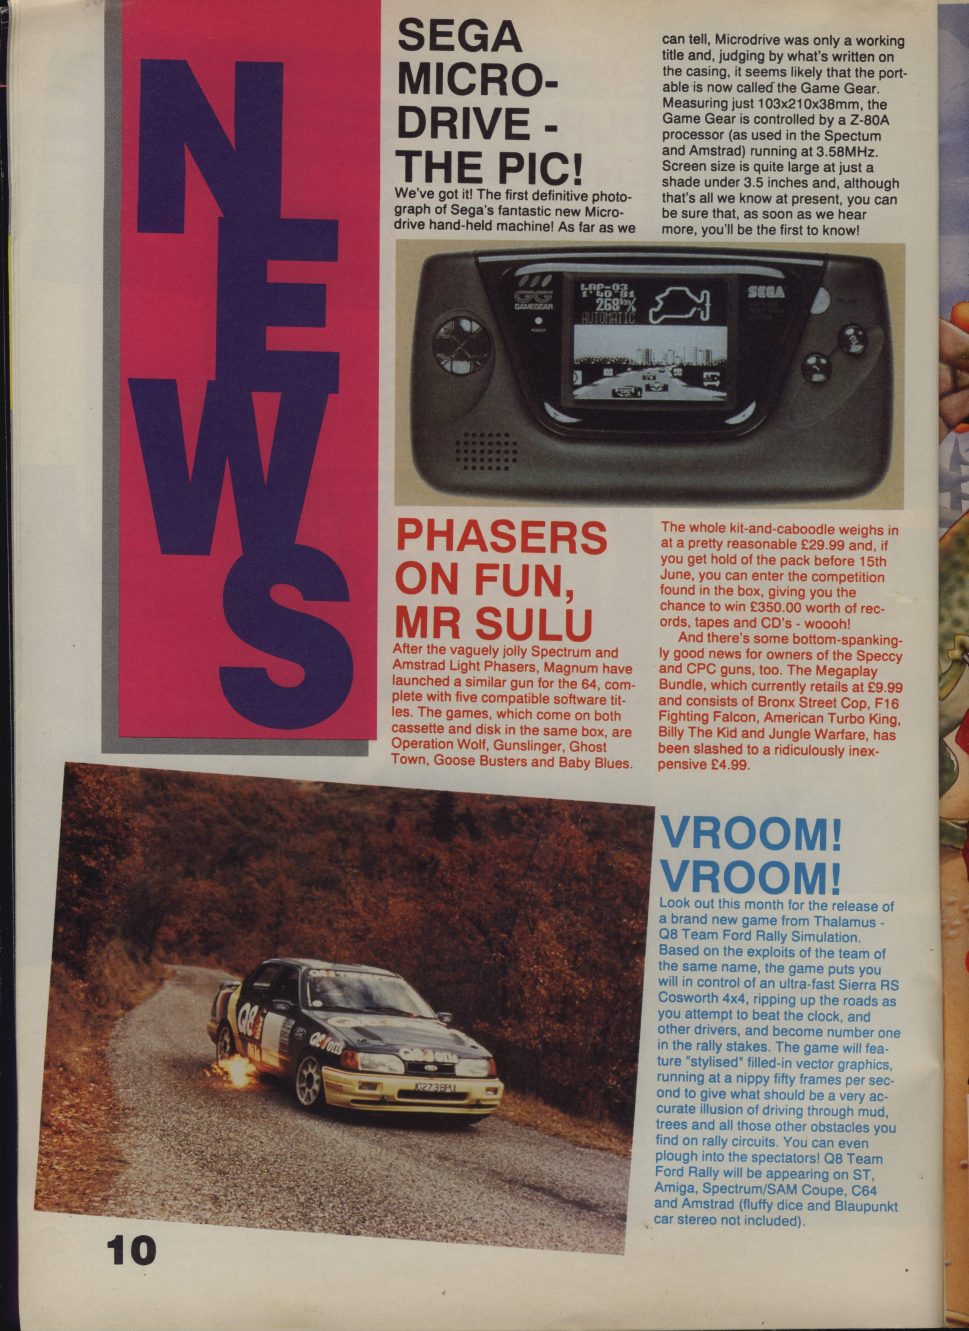 NEWS
SEGA
MICRO-
DRIVE -
THE PIC!
We've got it! The first definitive photo-
graph of Sega's fantastic new Micro-
drive hand-held machine! As far as we
can tell, Microdrive was only a working
title and, judging by what's written on
the casing, it seems likely that the port-
able is now called the Game Gear.
Measuring just 103x210x38mm, the
Game Gear is controlled by a Z-80A
processor (as used in the Spectum
and Amstrad) running at 3.58MHz.
Screen size is quite large at just a
shade under 3.5 inches and, although
that's all we know at present, you can
be sure that, as soon as we hear
more, you'll be the first to know!
GG
GAMEGEAR
POWER
LAP-03
1'40"81
268km/h
AUTOMATIC
SEGA
2
1
PHASERS
ON FUN,
MR SULU
After the vaguely jolly Spectrum and
Amstrad Light Phasers, Magnum have
launched a similar gun for the 64, com-
plete with five compatible software tit-
les. The games, which come on both
cassette and disk in the same box, are
Operation Wolf, Gunslinger, Ghost
Town, Goose Busters and Baby Blues.
The whole kit-and-caboodle weighs in
at a pretty reasonable £29.99 and, if
you get hold of the pack before 15th
June, you can enter the competition
found in the box, giving you the
chance to win £350.00 worth of rec-
ords, tapes and CD's - woooh!
And there's some bottom-spanking-
ly good news for owners of the Speccy
and CPC guns, too. The Megaplay
Bundle, which currently retails at £9.99
and consists of Bronx Street Cop, F16
Fighting Falcon, American Turbo King,
Billy The Kid and Jungle Warfare, has
been slashed to a ridiculously inex-
pensive £4.99.
VROOM!
VROOM!
Look out this month for the release of
a brand new game from Thalamus -
Q8 Team Ford Rally Simulation.
Based on the exploits of the team of
the same name, the game puts you
will in control of an ultra-fast Sierra RS
Cosworth 4x4, ripping up the roads as
you attempt to beat the clock, and
other drivers, and become number one
in the rally stakes. The game will fea-
ture "stylised" filled-in vector graphics,
running at a nippy fifty frames per sec-
ond to give what should be a very ac-
curate illusion of driving through mud,
trees and all those other obstacles you
find on rally circuits. You can even
plough into the spectators! Q8 Team
Ford Rally will be appearing on ST,
Amiga, Spectrum/SAM Coupe, C64
and Amstrad (fluffy dice and Blaupunkt
car stereo not included).
Q8
G273BPU
10